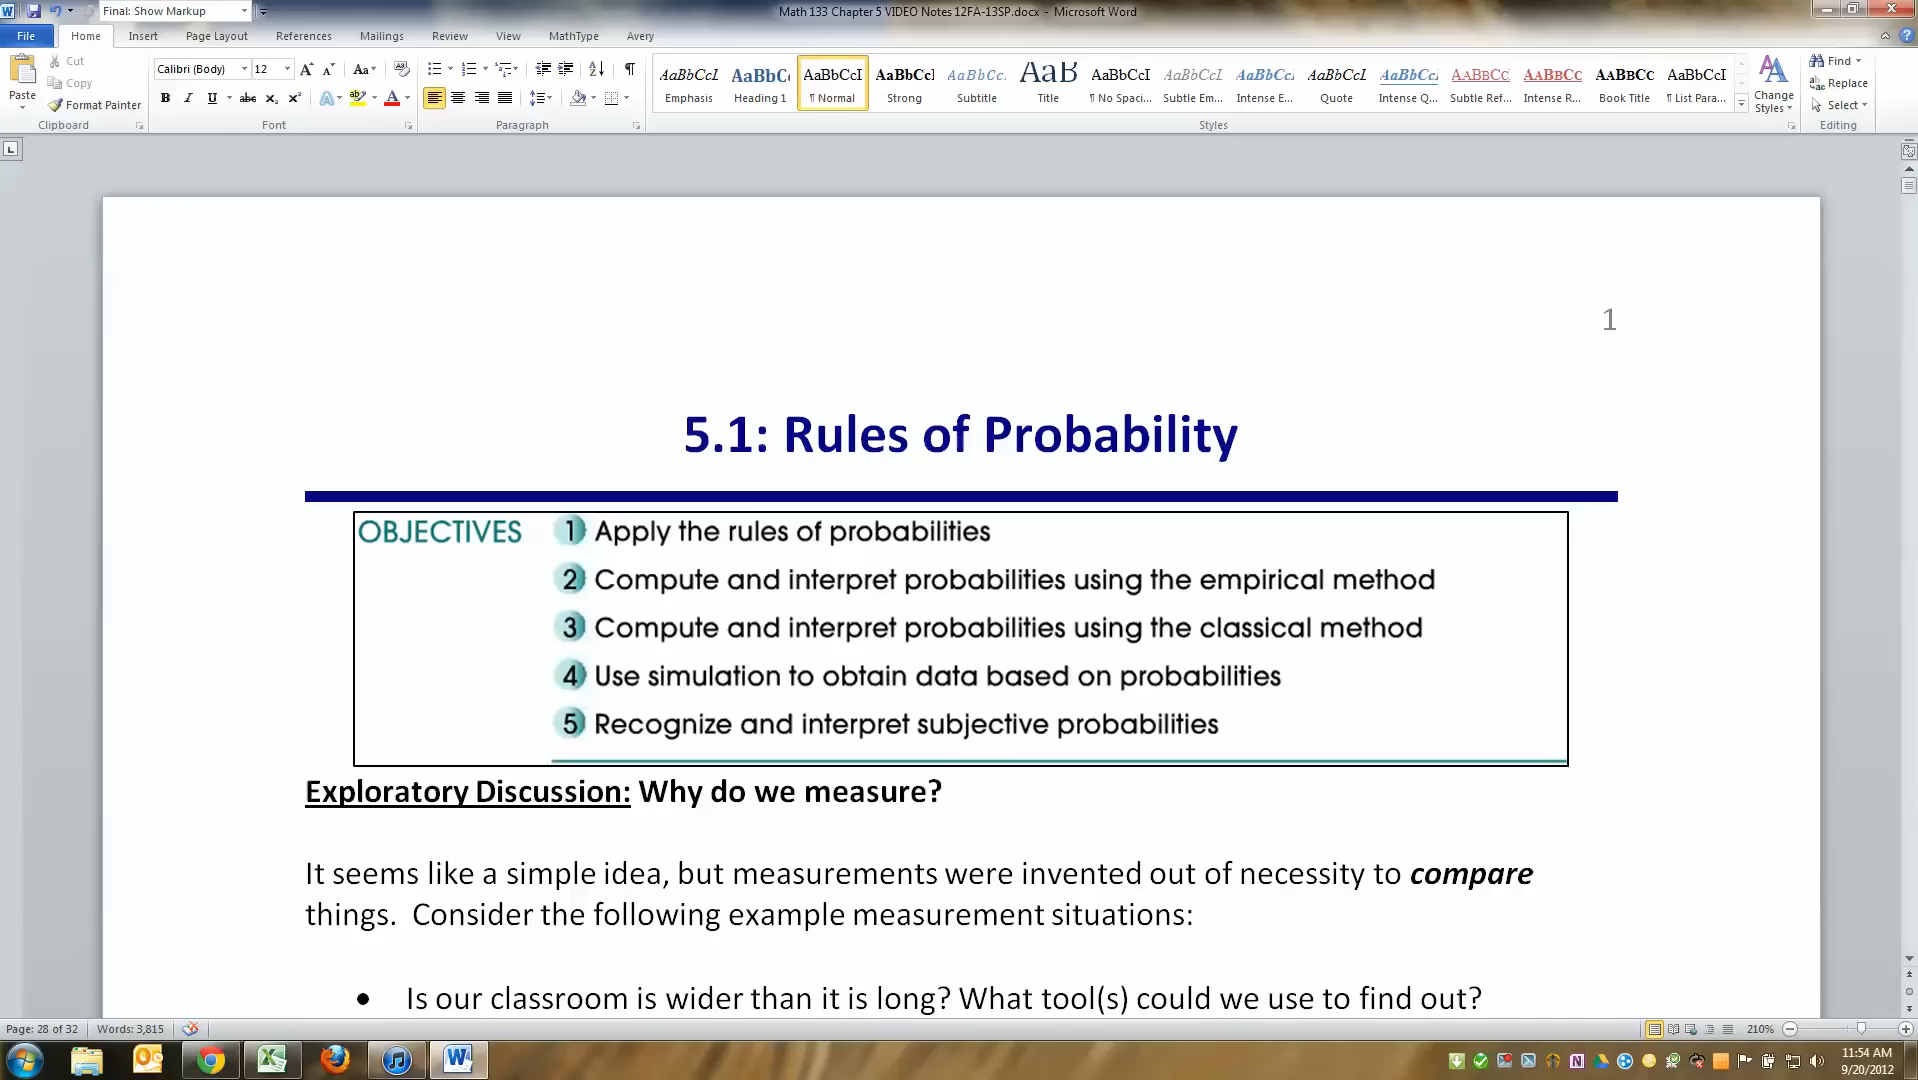 Final: Show Markup
Math 133 Chapter 5 VIDEO Notes 12FA-13SP.docx - Microsoft Word
File Home Insert Page Layout References Mailings Review View MathType Avery
Paste
Cut
Copy
Format Painter
Clipboard
Calibri (Body) 12
Font
Paragraph
AaBbCcI AaBbC AaBbCcI AaBbCcI AaBbCc. AaB AaBbCcI AaBbCcI AaBbCcI AaBbCcI AaBbCcI AABBCC AABBCC AABBCC AaBbCcI
Emphasis Heading 1 ¶ Normal Strong Subtitle Title ¶ No Spaci... Subtle Em... Intense E... Quote Intense Q... Subtle Ref... Intense R... Book Title ¶ List Para...
Change
Styles
Styles
Find
Replace
Select
Editing
1
5.1: Rules of Probability
OBJECTIVES 1 Apply the rules of probabilities
2 Compute and interpret probabilities using the empirical method
3 Compute and interpret probabilities using the classical method
4 Use simulation to obtain data based on probabilities
5 Recognize and interpret subjective probabilities
Exploratory Discussion: Why do we measure?
It seems like a simple idea, but measurements were invented out of necessity to compare
things. Consider the following example measurement situations:
• Is our classroom is wider than it is long? What tool(s) could we use to find out?
Page: 28 of 32 Words: 3,815
210%
11:54 AM
9/20/2012